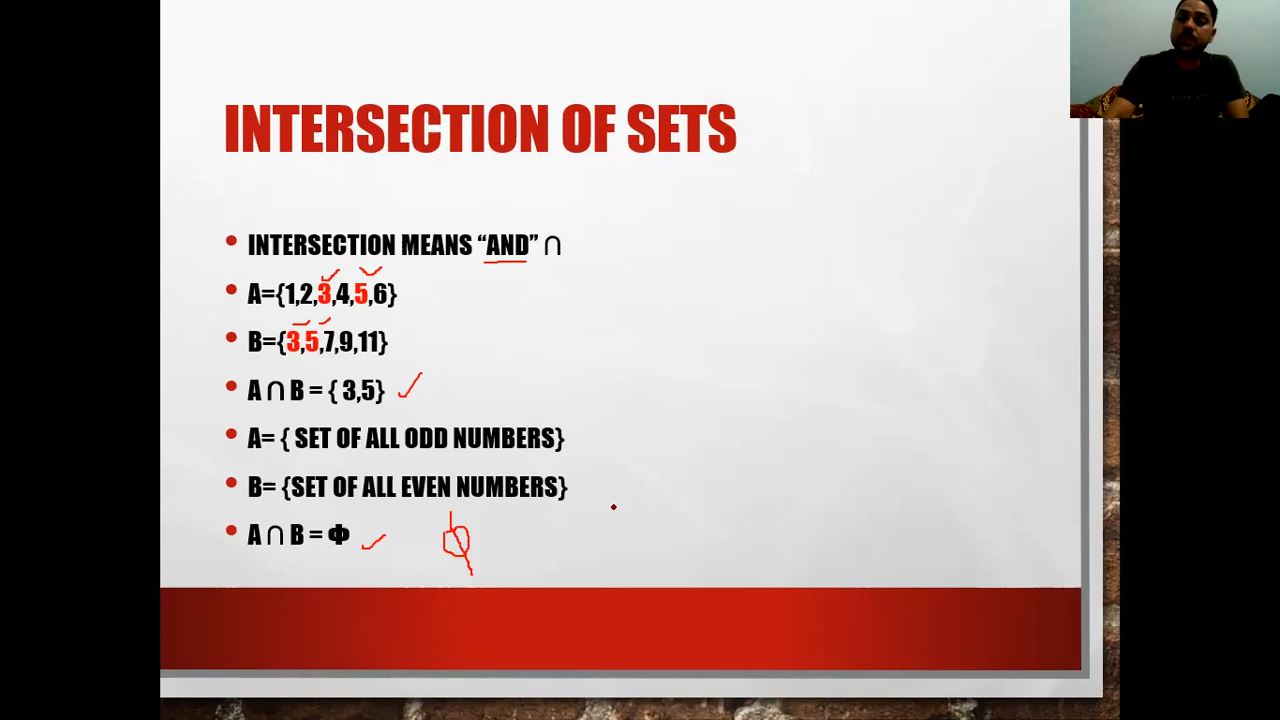 INTERSECTION OF SETS
• INTERSECTION MEANS “AND” ∩
• A={1,2,3,4,5,6}
• B={3,5,7,9,11}
• A ∩ B = { 3,5}
• A= { SET OF ALL ODD NUMBERS}
• B= {SET OF ALL EVEN NUMBERS}
• A ∩ B = Φ
ϕ